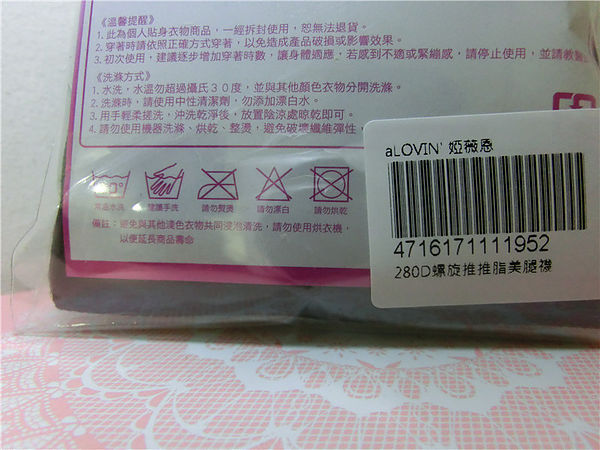 《溫馨提醒》
1.此為個人貼身衣物商品，一經拆封使用，恕無法退貨。
2.穿著時請依照正確方式穿著，以免造成產品破損或影響效果。
3.初次使用，建議逐步增加穿著時數，讓身體適應，若感到不適或緊繃感，請停止使用，並請教醫
《洗滌方式》
1.水洗，水溫勿超過攝氏30度，並與其他顏色衣物分開洗滌。
2.洗滌時，請使用中性清潔劑，勿添加漂白水。
3.用手輕柔搓洗，沖洗乾淨後，放置陰涼處晾乾即可。
4.請勿使用機器洗滌、烘乾、整燙，避免破壞纖維彈性，
常溫水洗 建議手洗 請勿熨燙 請勿漂白 請勿烘乾
備註：避免與其他淺色衣物共同浸泡清洗，請勿使用烘衣機，
以便延長商品壽命
aLOVIN' 婭薇恩
4716171111952
280D螺旋推推脂美腿襪